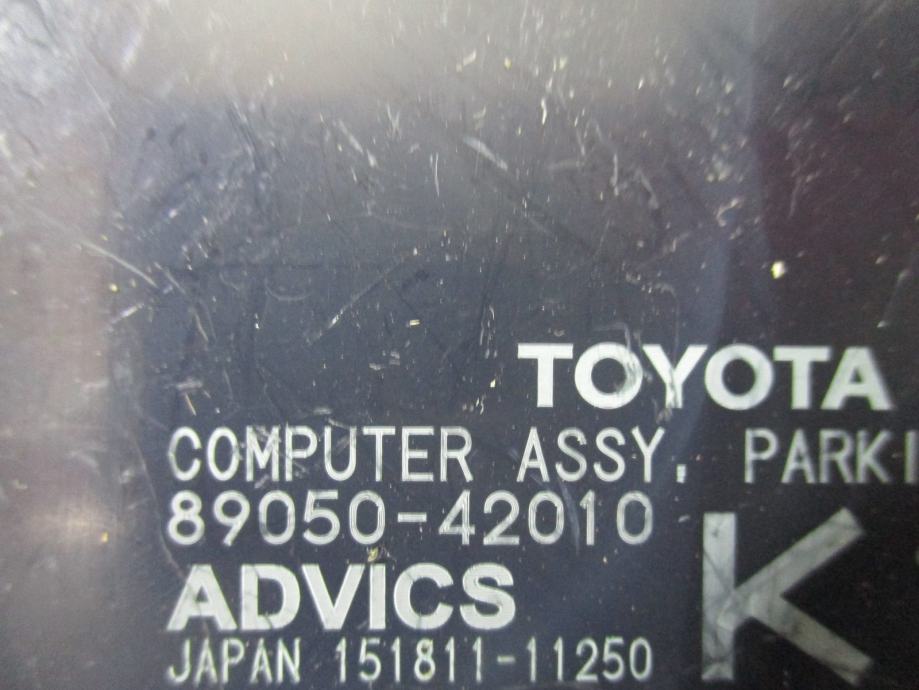 TOYOTA
COMPUTER ASSY, PARKI
89050-42010
K
ADVICS
JAPAN 151811-11250